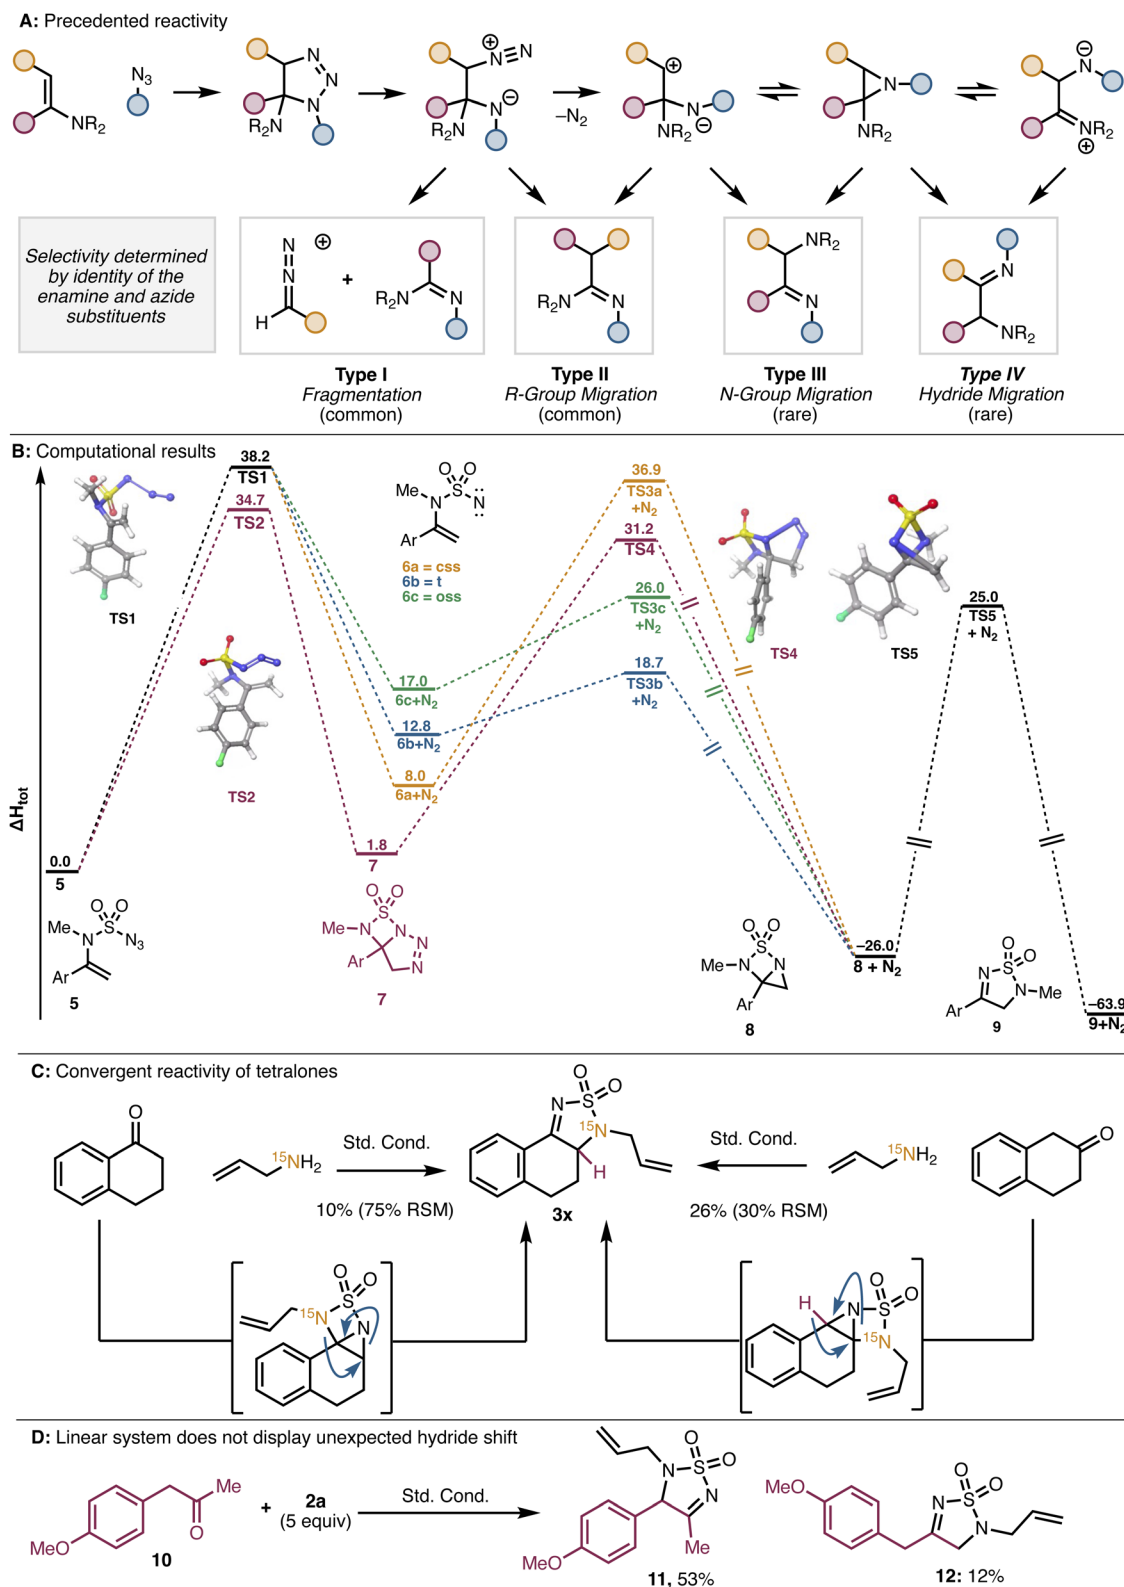 A: Precedented reactivity
N3
NR2
N
N
N
R2N
N≡N
R2N
N
–N2
N
NR2
N
NR2
N
NR2
Selectivity determined
by identity of the
enamine and azide
substituents
N
N
H
+
R2N
N
R2N
N
NR2
N
N
NR2
Type I
Fragmentation
(common)
Type II
R-Group Migration
(common)
Type III
N-Group Migration
(rare)
Type IV
Hydride Migration
(rare)
B: Computational results
ΔHtot
38.2
TS1
34.7
TS2
TS1
TS2
O O
Me S N
N
Ar
6a = css
6b = t
6c = oss
36.9
TS3a
+N2
31.2
TS4
26.0
TS3c
+N2
18.7
TS3b
+N2
TS4
TS5
25.0
TS5
+ N2
17.0
6c+N2
12.8
6b+N2
8.0
6a+N2
1.8
7
0.0
5
O O
Me S
N N3
Ar
5
O O
S
Me N N
N
Ar N
7
O O
S
Me N N
Ar
8
–26.0
8 + N2
O O
N S
N Me
Ar
9
–63.9
9+N2
C: Convergent reactivity of tetralones
O
15NH2
Std. Cond.
10% (75% RSM)
O O
N S
15N
H
3x
Std. Cond.
26% (30% RSM)
15NH2
O
O O
15N S
N
H N S O
O
15N
D: Linear system does not display unexpected hydride shift
MeO
Me
O
10
+ 2a
(5 equiv)
Std. Cond.
O
N S O
N
MeO Me
11, 53%
MeO
O O
N S
N
12: 12%